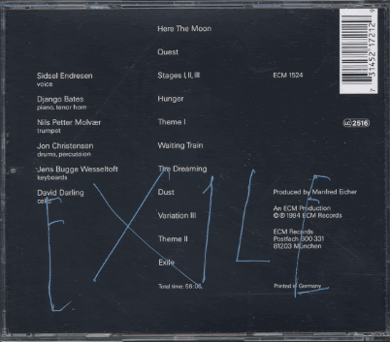 Here The Moon
Quest
Sidsel Endresen
voice
Stages I, II, III
ECM 1524
Django Bates
piano, tenor horn
Hunger
Nils Petter Molvær
trumpet
Theme I
LC 2516
Jon Christensen
drums, percussion
Waiting Train
Jens Bugge Wesseltoft
keyboards
The Dreaming
David Darling
Dust
Produced by Manfred Eicher
Variation III
An ECM Production
℗ © 1994 ECM Records
Theme II
ECM Records
Postfach 600 331
81203 München
Exile
Total time:
Printed in Germany
EXILE
7 31452 17212